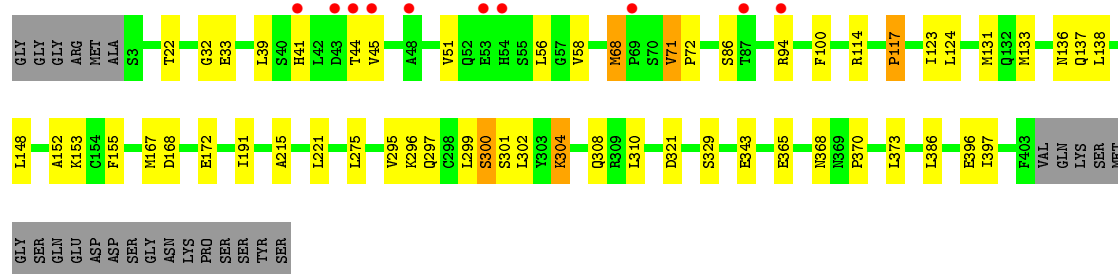 GLY GLY GLY ARG MET ALA S3 T22 G32 E33 L39 S40 H41 L42 D43 T44 V45 A48 V51 Q52 E53 H54 S55 L56 G57 V58 M68 P69 S70 V71 P72 S86 T87 R94 F100 R114 P117 I123 L124 M131 Q132 M133 N136 Q137 L138
L148 A152 K153 C154 F155 M167 D168 E172 I191 A215 L221 L275 V295 K296 Q297 C298 L299 S300 S301 L302 Y303 K304 Q308 R309 L310 D321 S329 E343 E365 N368 N369 P370 L373 L386 E396 I397 F403 VAL GLN LYS SER MET
GLY SER GLN GLU ASP ASP SER GLY ASN LYS PRO SER SER TYR SER